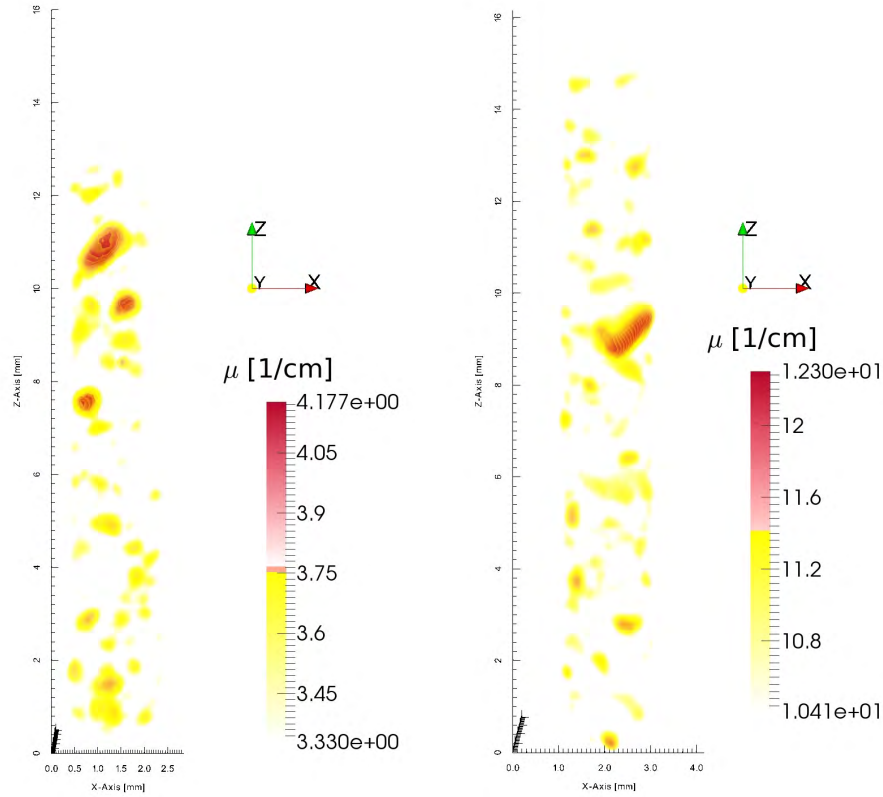 16
14
12
10
8
6
4
2
0
Z-Axis [mm]
0.0 0.5 1.0 1.5 2.0 2.5
X-Axis [mm]
Z
Y X
μ [1/cm]
4.177e+00
4.05
3.9
3.75
3.6
3.45
3.330e+00
16
14
12
10
8
6
4
2
0
Z-Axis [mm]
0.0 1.0 2.0 3.0 4.0
X-Axis [mm]
Z
Y X
μ [1/cm]
1.230e+01
12
11.6
11.2
10.8
1.041e+01